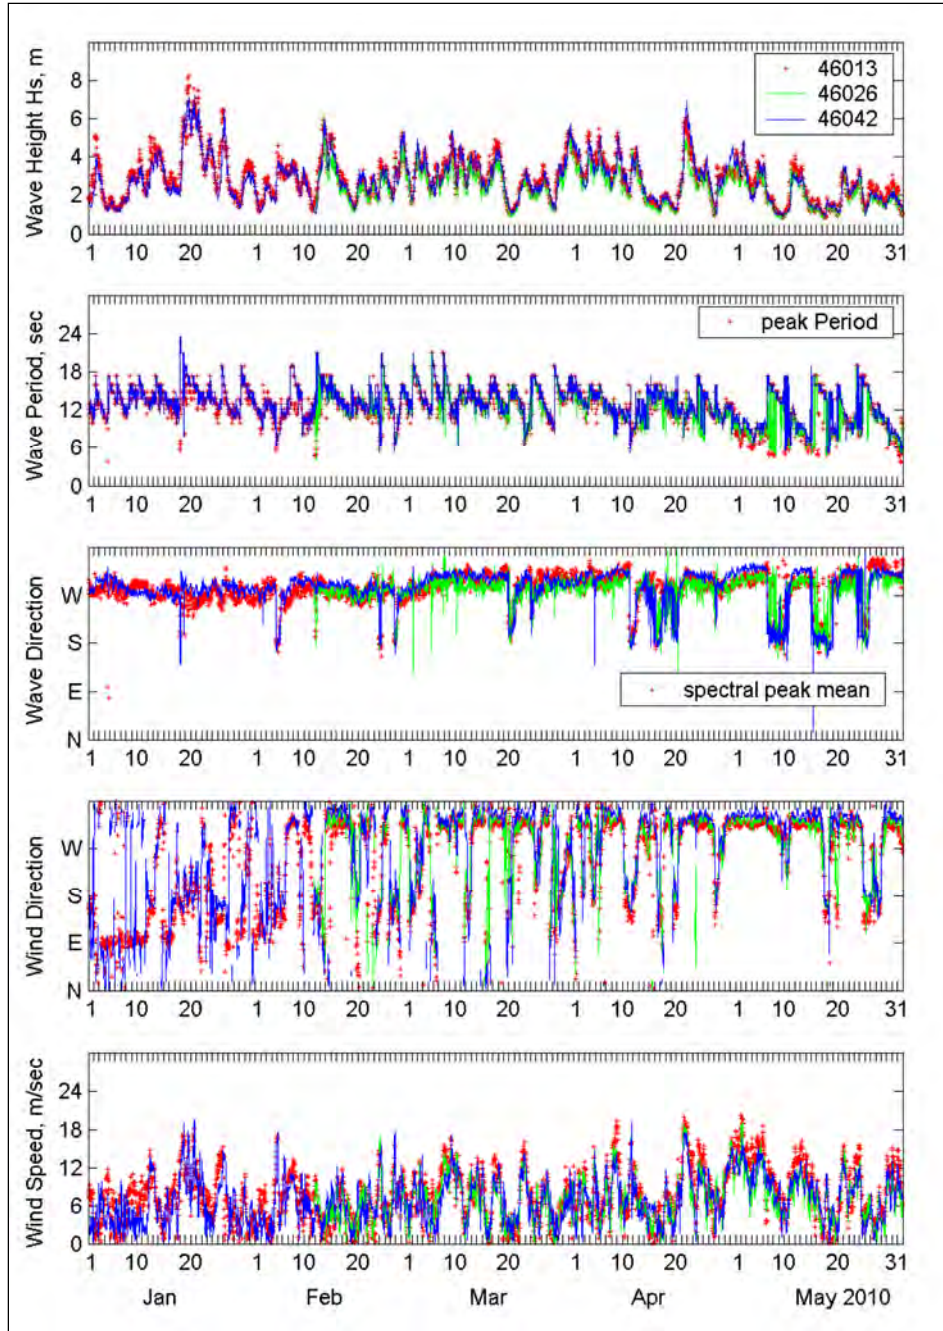 Wave Height Hs, m
8
6
4
2
0
46013
46026
46042
1 10 20 1 10 20 1 10 20 1 10 20 1 10 20 31
Wave Period, sec
24
18
12
6
0
peak Period
1 10 20 1 10 20 1 10 20 1 10 20 1 10 20 31
Wave Direction
W
S
E
N
spectral peak mean
1 10 20 1 10 20 1 10 20 1 10 20 1 10 20 31
Wind Direction
W
S
E
N
1 10 20 1 10 20 1 10 20 1 10 20 1 10 20 31
Wind Speed, m/sec
24
18
12
6
0
1 10 20 1 10 20 1 10 20 1 10 20 1 10 20 31
Jan Feb Mar Apr May 2010